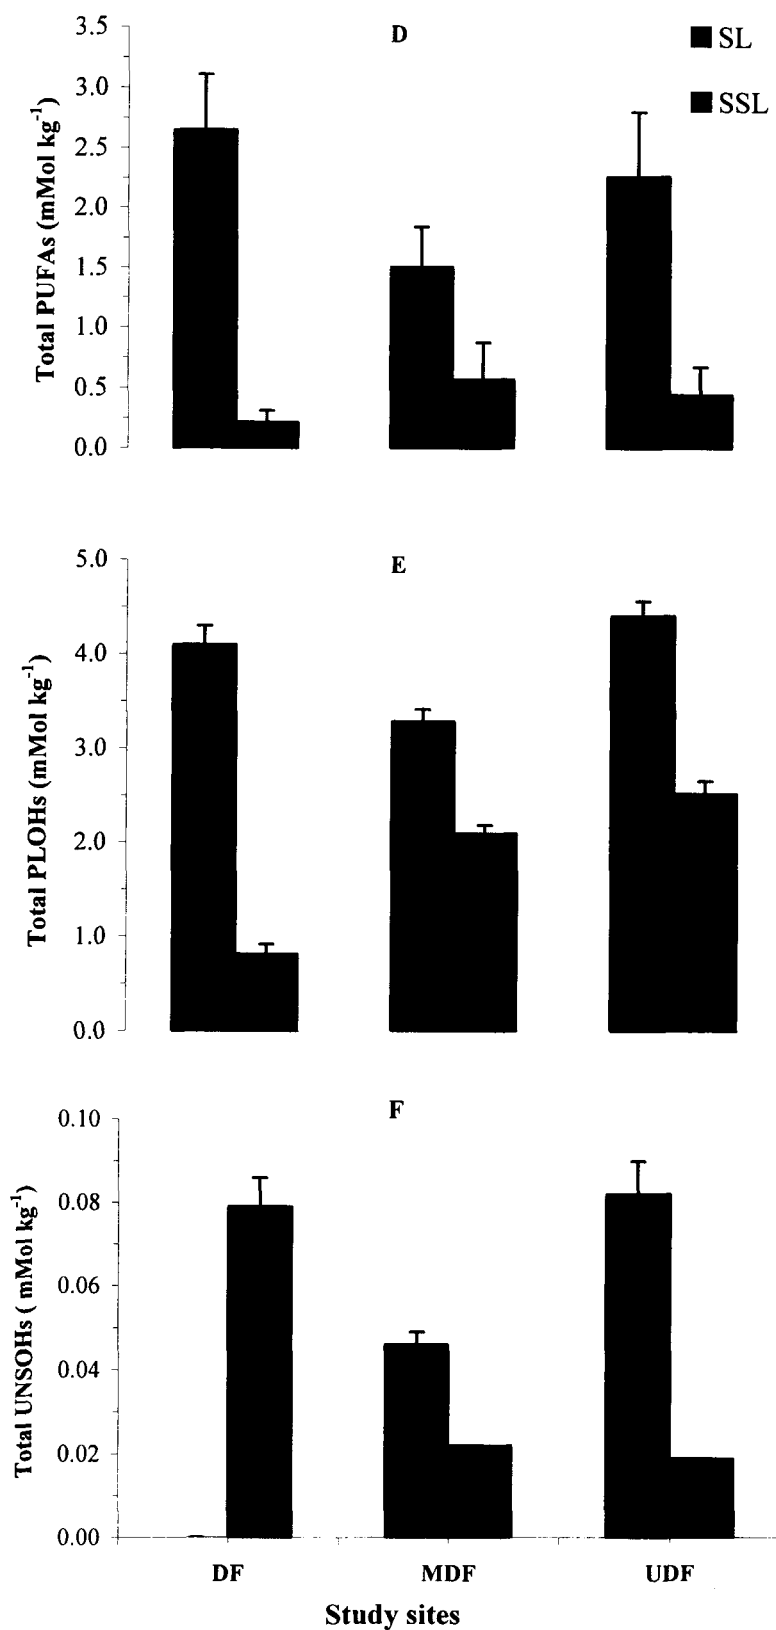 D
SL
SSL
Total PUFAs (mMol kg⁻¹)
3.5
3.0
2.5
2.0
1.5
1.0
0.5
0.0
E
Total PLOHs (mMol kg⁻¹)
5.0
4.0
3.0
2.0
1.0
0.0
F
Total UNSOHs ( mMol kg⁻¹)
0.10
0.08
0.06
0.04
0.02
0.00
DF MDF UDF
Study sites